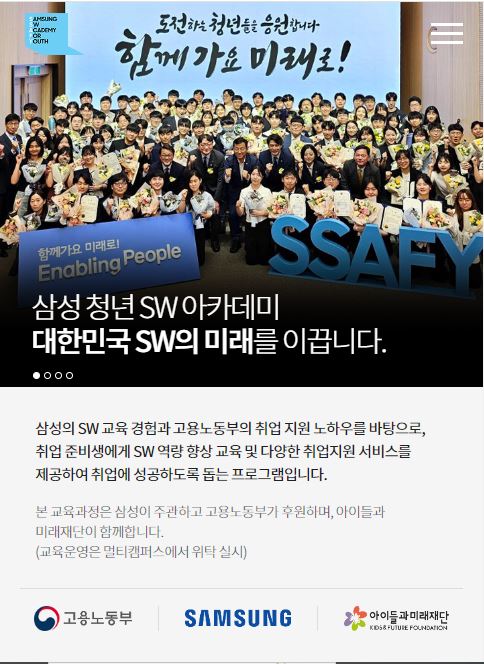 SAMSUNG
SW
ACADEMY
FOR
YOUTH
도전하는 청년들을 응원합니다
함께가요 미래로!
함께가요 미래로!
Enabling People
SSAFY
삼성 청년 SW 아카데미
대한민국 SW의 미래를 이끕니다.
삼성의 SW 교육 경험과 고용노동부의 취업 지원 노하우를 바탕으로,
취업 준비생에게 SW 역량 향상 교육 및 다양한 취업지원 서비스를
제공하여 취업에 성공하도록 돕는 프로그램입니다.
본 교육과정은 삼성이 주관하고 고용노동부가 후원하며, 아이들과
미래재단이 함께합니다.
(교육운영은 멀티캠퍼스에서 위탁 실시)
고용노동부
SAMSUNG
아이들과미래재단
KIDS & FUTURE FOUNDATION